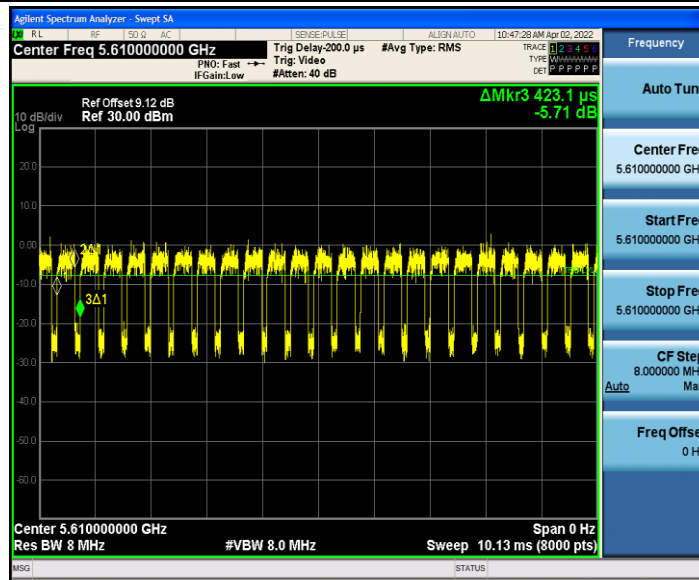 Agilent Spectrum Analyzer - Swept SA
RL RF 50 Ω AC SENSE:PULSE ALIGN AUTO 10:47:28 AM Apr 02, 2022
Center Freq 5.610000000 GHz
PNO: Fast
IFGain:Low
Trig Delay-200.0 µs
Trig: Video
#Atten: 40 dB
#Avg Type: RMS
TRACE 1 2 3 4 5 6
TYPE W
DET P P P P P P
Frequency
Auto Tun
Center Fre
5.610000000 GH
Start Fre
5.610000000 GH
Stop Fre
5.610000000 GH
CF Step
8.000000 MH
Auto Ma
Freq Offse
0 H
ΔMkr3 423.1 µs
-5.71 dB
Ref Offset 9.12 dB
10 dB/div Ref 30.00 dBm
Log
20.0
10.0
0.00
-10.0
3Δ1
-20.0
-30.0
-40.0
-50.0
-60.0
Center 5.610000000 GHz Span 0 Hz
Res BW 8 MHz #VBW 8.0 MHz Sweep 10.13 ms (8000 pts)
MSG STATUS